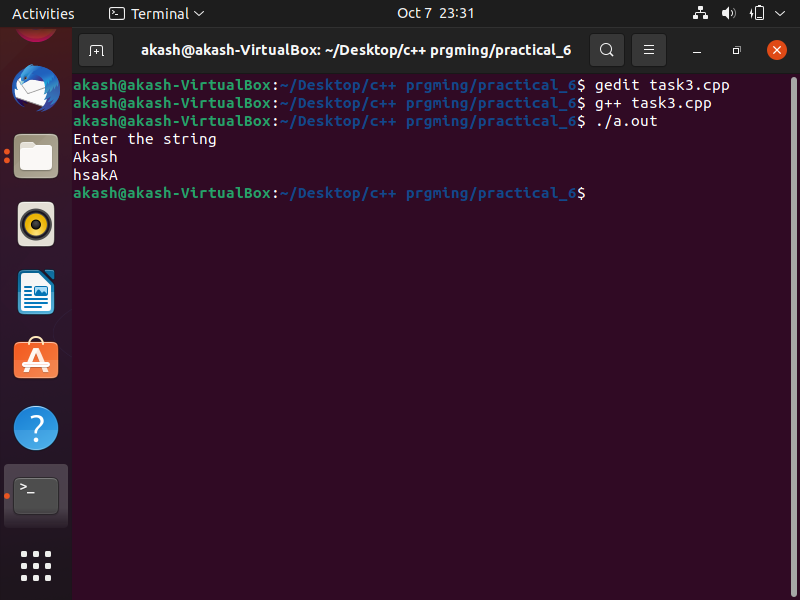 Activities Terminal Oct 7 23:31
akash@akash-VirtualBox: ~/Desktop/c++ prgming/practical_6
akash@akash-VirtualBox:~/Desktop/c++ prgming/practical_6$ gedit task3.cpp
akash@akash-VirtualBox:~/Desktop/c++ prgming/practical_6$ g++ task3.cpp
akash@akash-VirtualBox:~/Desktop/c++ prgming/practical_6$ ./a.out
Enter the string
Akash
hsakA
akash@akash-VirtualBox:~/Desktop/c++ prgming/practical_6$